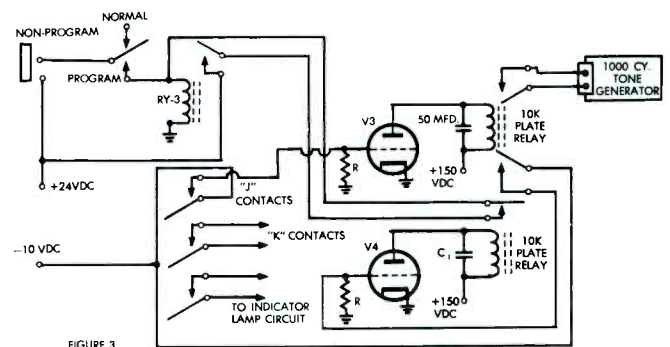 NORMAL
NON-PROGRAM
PROGRAM
RY-3
+24VDC
-10 VDC
"J"
CONTACTS
"K" CONTACTS
TO INDICATOR
LAMP CIRCUIT
V3
50 MFD.
R
+150
VDC
10K
PLATE
RELAY
1000 CY.
TONE
GENERATOR
V4
C1
R
+150
VDC
10K
PLATE
RELAY
FIGURE 3